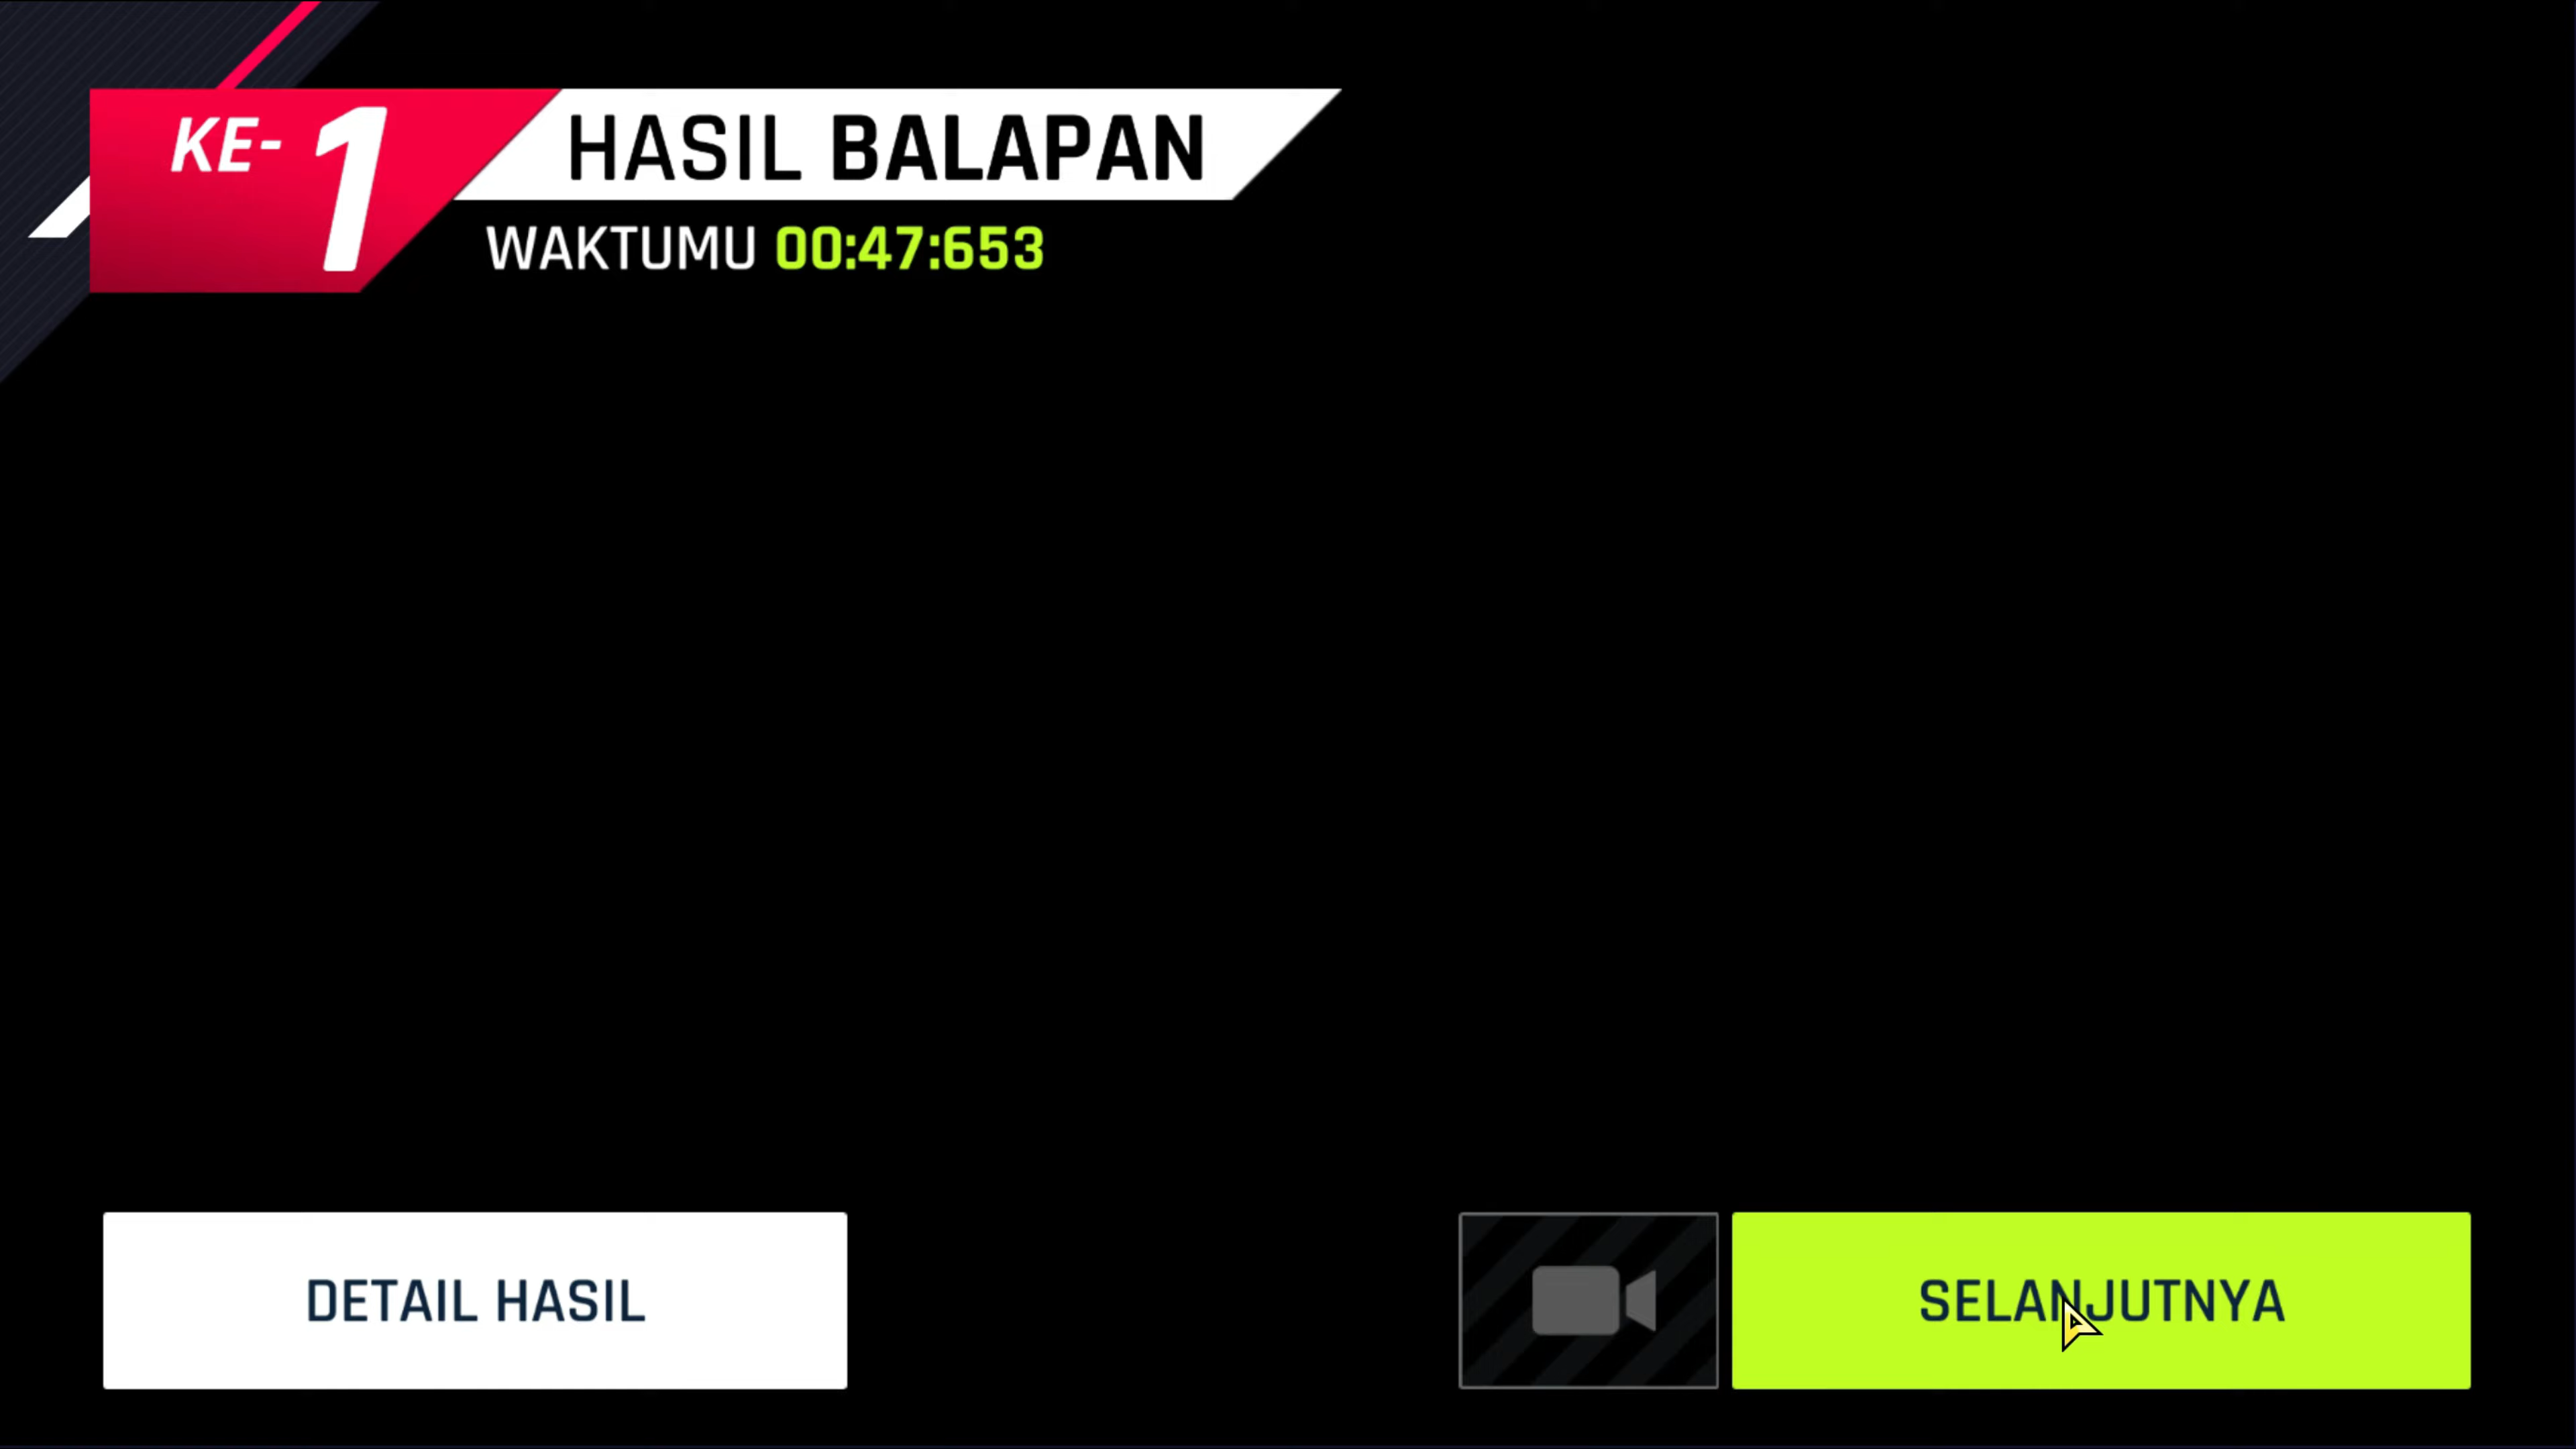 KE-1
HASIL BALAPAN
WAKTUMU 00:47:653
DETAIL HASIL
SELANJUTNYA